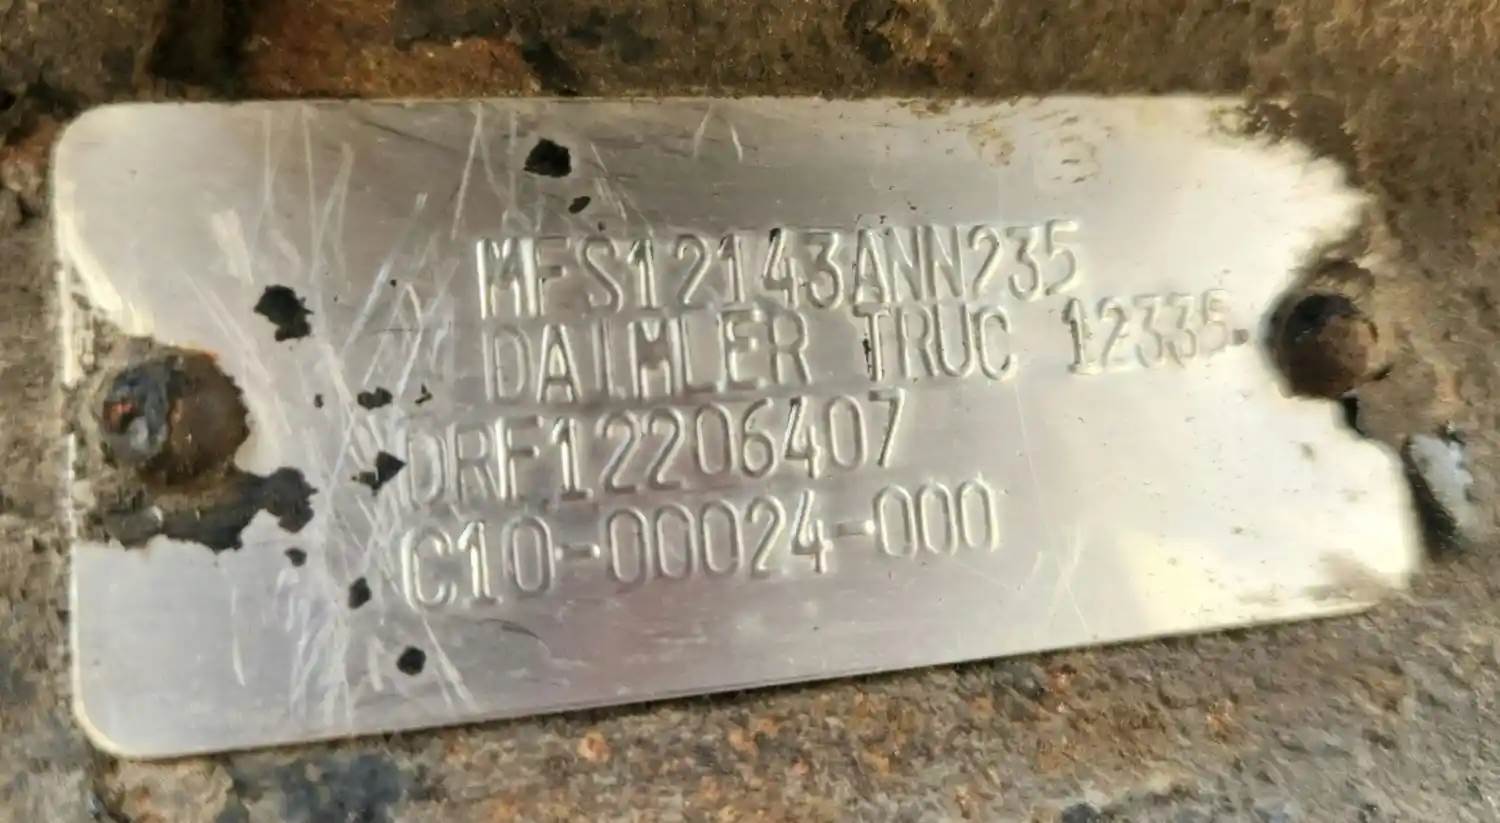 MFS12143ANN235
DAIMLER TRUC 12335.
DRF12206407
C10-00024-000